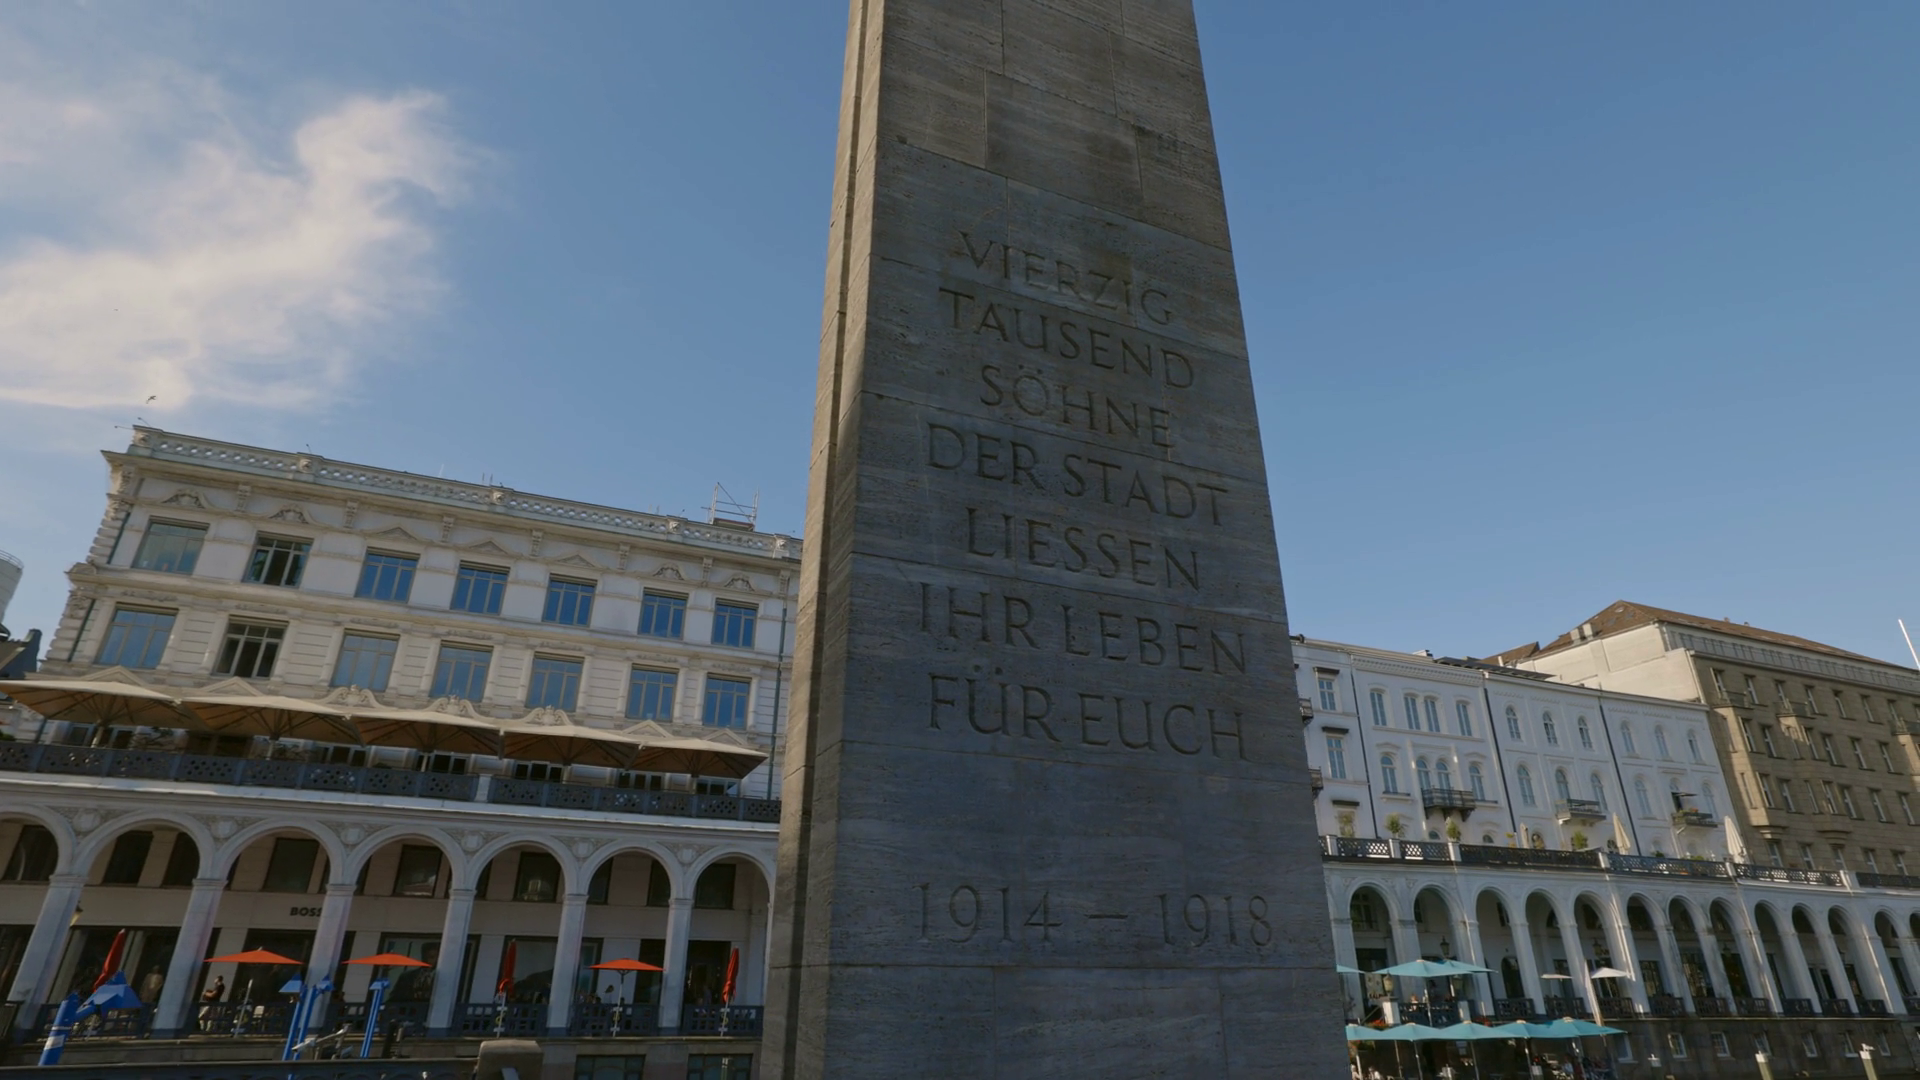 VIERZIG
TAUSEND
SÖHNE
DER STADT
LIESSEN
IHR LEBEN
FÜR EUCH
1914 – 1918
BOSS